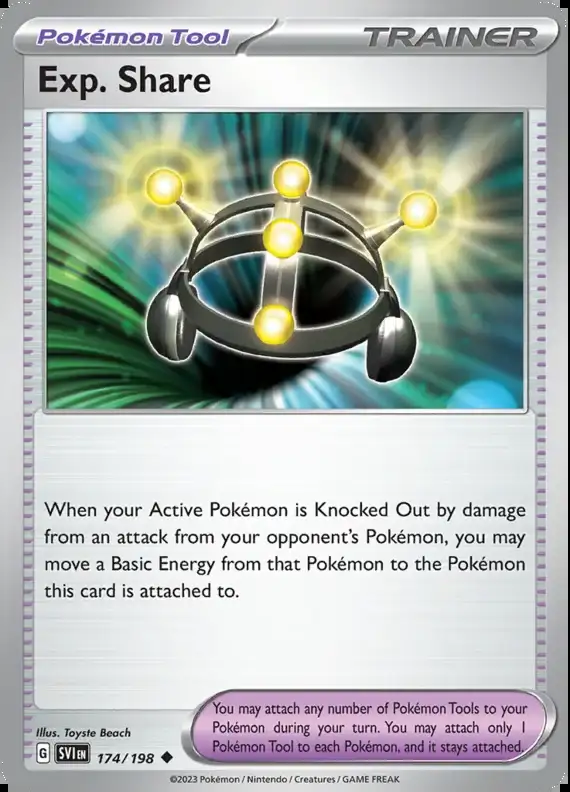 Pokémon Tool
TRAINER
Exp. Share
When your Active Pokémon is Knocked Out by damage
from an attack from your opponent's Pokémon, you may
move a Basic Energy from that Pokémon to the Pokémon
this card is attached to.
You may attach any number of Pokémon Tools to your
Pokémon during your turn. You may attach only 1
Pokémon Tool to each Pokémon, and it stays attached.
Illus. Toyste Beach
G SVI EN 174/198
©2023 Pokémon / Nintendo / Creatures / GAME FREAK